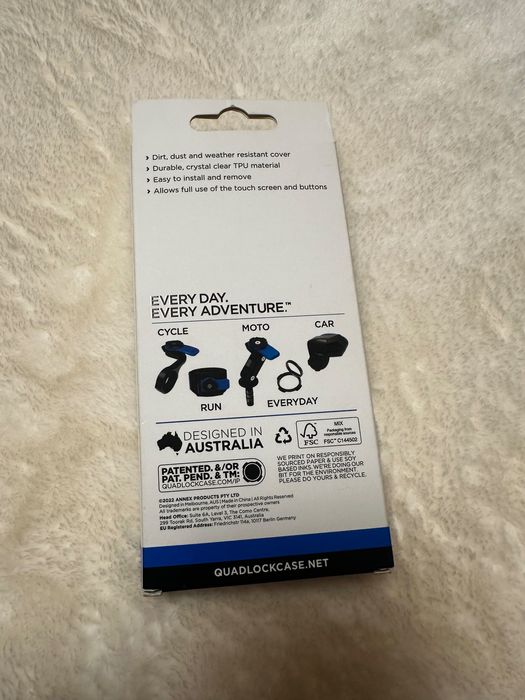 › Dirt, dust and weather resistant cover
› Durable, crystal clear TPU material
› Easy to install and remove
› Allows full use of the touch screen and buttons
EVERY DAY.
EVERY ADVENTURE.™
CYCLE
MOTO
CAR
RUN
EVERYDAY
DESIGNED IN
AUSTRALIA
FSC
MIX
Packaging from
responsible sources
FSC™ C144502
PATENTED. &/OR
PAT. PEND. & TM:
QUADLOCKCASE.COM/IP
WE PRINT ON RESPONSIBLY
SOURCED PAPER & USE SOY
BASED INKS. WE'RE DOING OUR
BIT FOR THE ENVIRONMENT.
PLEASE DO YOURS & RECYCLE.
©2022 ANNEX PRODUCTS PTY LTD
Designed in Melbourne, AUS | Made in China | All Rights Reserved.
All trademarks are property of their prospective owners
Head Office: Suite 6A, Level 3, The Como Centre,
299 Toorak Rd, South Yarra, VIC 3141, Australia
EU Registered Address: Friedrichstr 114a, 10117 Berlin Germany
QUADLOCKCASE.NET